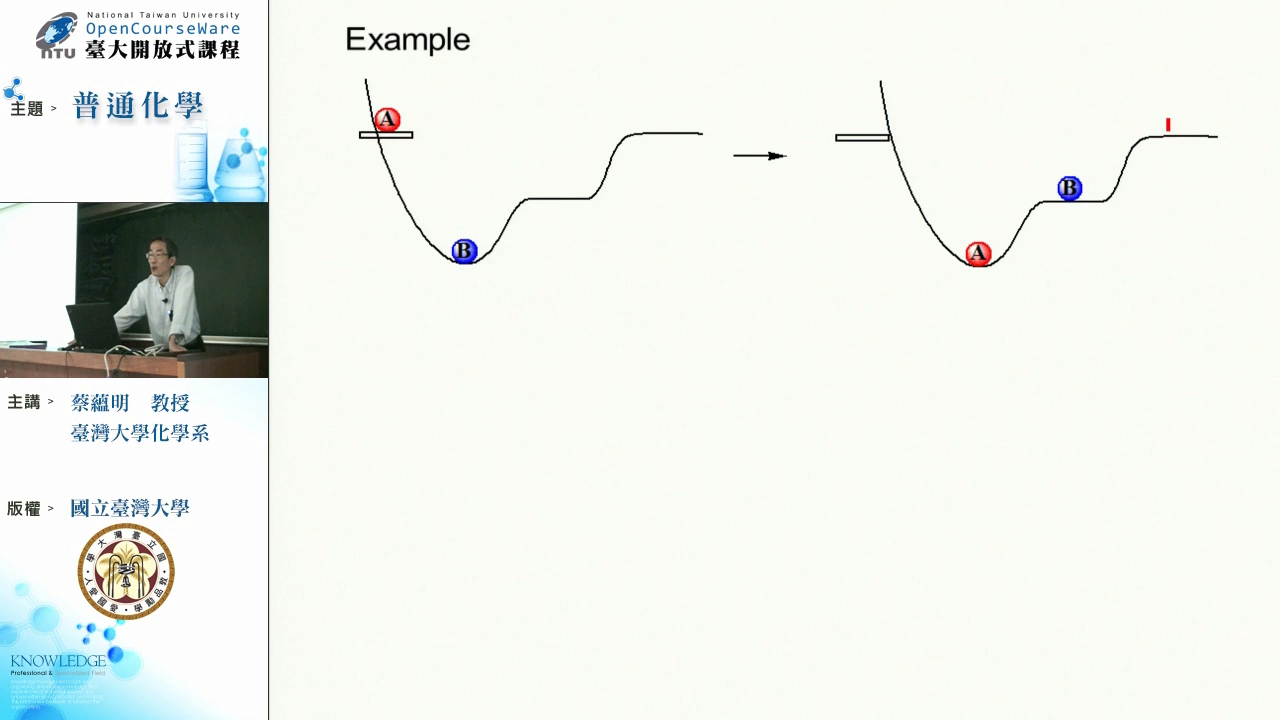 National Taiwan University
OpenCourseWare
NTU 臺大開放式課程
主題 > 普通化學
主講 > 蔡蘊明 教授
臺灣大學化學系
版權 > 國立臺灣大學
KNOWLEDGE
Example
A
B
B
A